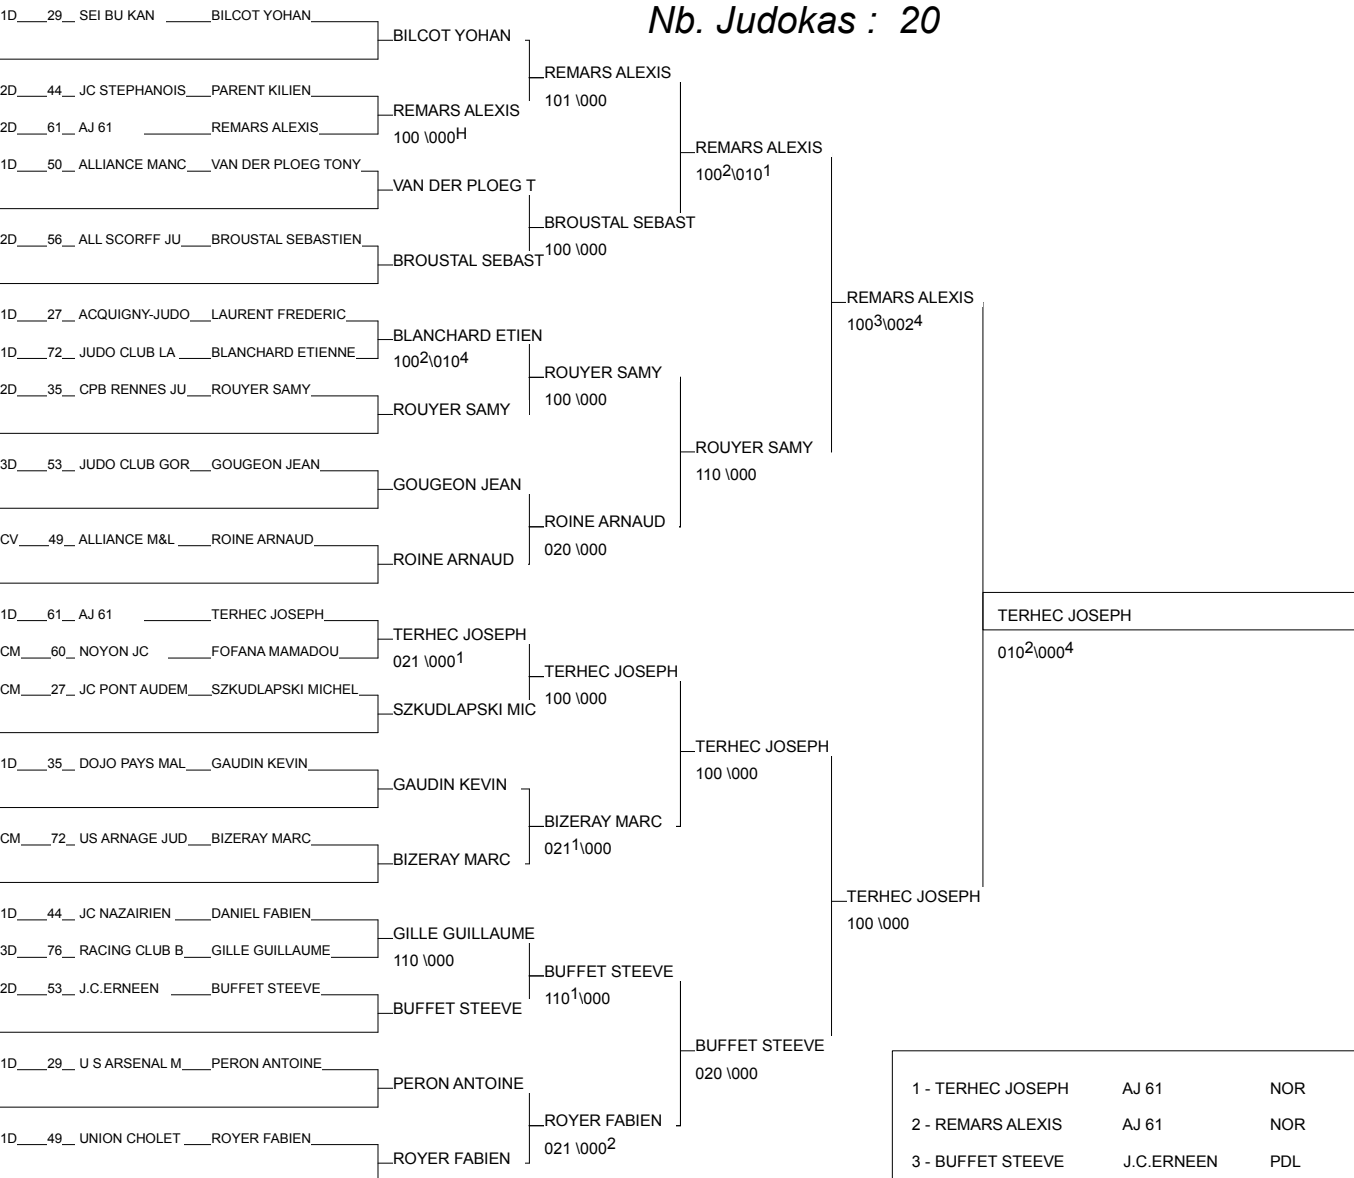 Nb. Judokas : 20
1D 29 SEI BU KAN BILCOT YOHAN
BILCOT YOHAN
REMARS ALEXIS
101 \000
2D 44 JC STEPHANOIS PARENT KILIEN
REMARS ALEXIS
100 \000H
2D 61 AJ 61 REMARS ALEXIS
REMARS ALEXIS
1002\0101
1D 50 ALLIANCE MANC VAN DER PLOEG TONY
VAN DER PLOEG T
BROUSTAL SEBAST
100 \000
2D 56 ALL SCORFF JU BROUSTAL SEBASTIEN
BROUSTAL SEBAST
REMARS ALEXIS
1003\0024
1D 27 ACQUIGNY-JUDO LAURENT FREDERIC
BLANCHARD ETIEN
1002\0104
1D 72 JUDO CLUB LA BLANCHARD ETIENNE
ROUYER SAMY
100 \000
2D 35 CPB RENNES JU ROUYER SAMY
ROUYER SAMY
ROUYER SAMY
110 \000
3D 53 JUDO CLUB GOR GOUGEON JEAN
GOUGEON JEAN
ROINE ARNAUD
020 \000
CV 49 ALLIANCE M&L ROINE ARNAUD
ROINE ARNAUD
TERHEC JOSEPH
0102\0004
1D 61 AJ 61 TERHEC JOSEPH
TERHEC JOSEPH
021 \0001
CM 60 NOYON JC FOFANA MAMADOU
TERHEC JOSEPH
100 \000
CM 27 JC PONT AUDEM SZKUDLAPSKI MICHEL
SZKUDLAPSKI MIC
TERHEC JOSEPH
100 \000
1D 35 DOJO PAYS MAL GAUDIN KEVIN
GAUDIN KEVIN
BIZERAY MARC
0211\000
CM 72 US ARNAGE JUD BIZERAY MARC
BIZERAY MARC
TERHEC JOSEPH
100 \000
1D 44 JC NAZAIRIEN DANIEL FABIEN
GILLE GUILLAUME
110 \000
3D 76 RACING CLUB B GILLE GUILLAUME
BUFFET STEEVE
1101\000
2D 53 J.C.ERNEEN BUFFET STEEVE
BUFFET STEEVE
BUFFET STEEVE
020 \000
1D 29 U S ARSENAL M PERON ANTOINE
PERON ANTOINE
ROYER FABIEN
021 \0002
1D 49 UNION CHOLET ROYER FABIEN
ROYER FABIEN
1 - TERHEC JOSEPH AJ 61 NOR
2 - REMARS ALEXIS AJ 61 NOR
3 - BUFFET STEEVE J.C.ERNEEN PDL